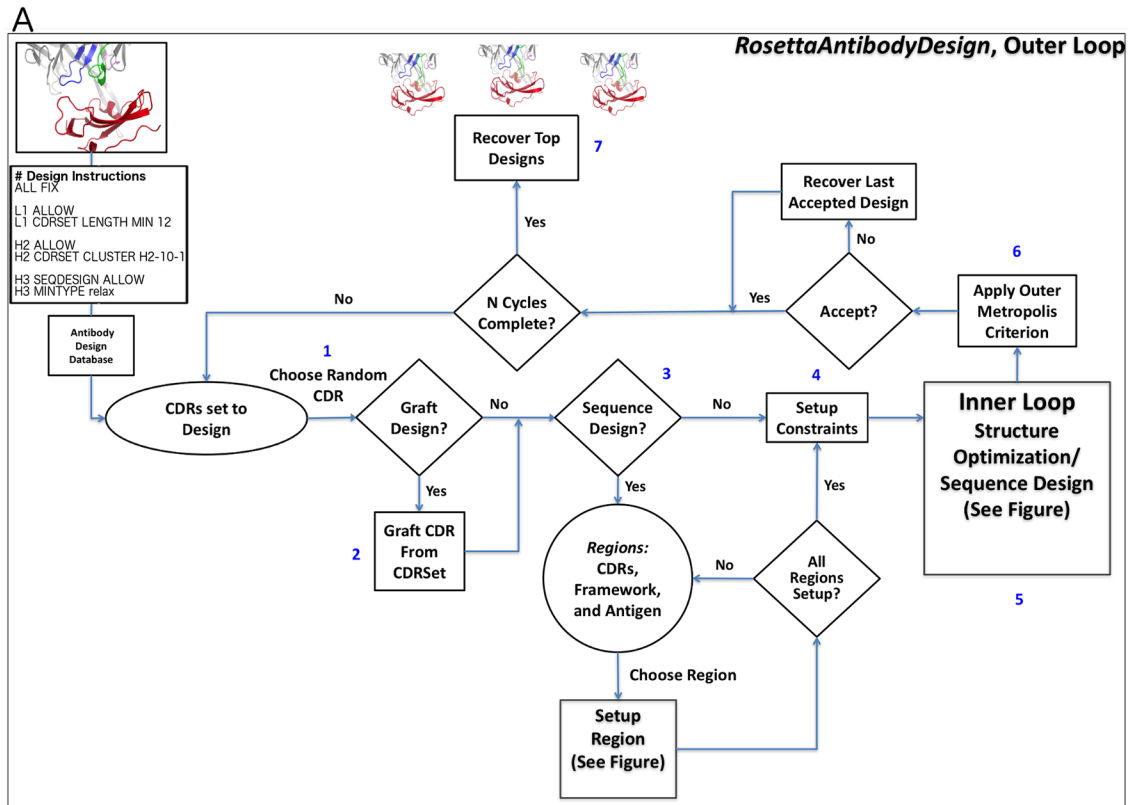 A
RosettaAntibodyDesign, Outer Loop
# Design Instructions
ALL FIX
L1 ALLOW
L1 CDRSET LENGTH MIN 12
H2 ALLOW
H2 CDRSET CLUSTER H2-10-1
H3 SEQDESIGN ALLOW
H3 MINTYPE relax
Antibody
Design
Database
CDRs set to
Design
1
Choose Random
CDR
Graft
Design?
No
Yes
2
Graft CDR
From
CDRSet
3
Sequence
Design?
No
Yes
Regions:
CDRs,
Framework,
and Antigen
Choose Region
Setup
Region
(See Figure)
All
Regions
Setup?
No
Yes
4
Setup
Constraints
Inner Loop
Structure
Optimization/
Sequence Design
(See Figure)
5
6
Apply Outer
Metropolis
Criterion
Accept?
No
Yes
Recover Last
Accepted Design
N Cycles
Complete?
No
Yes
Recover Top
Designs
7